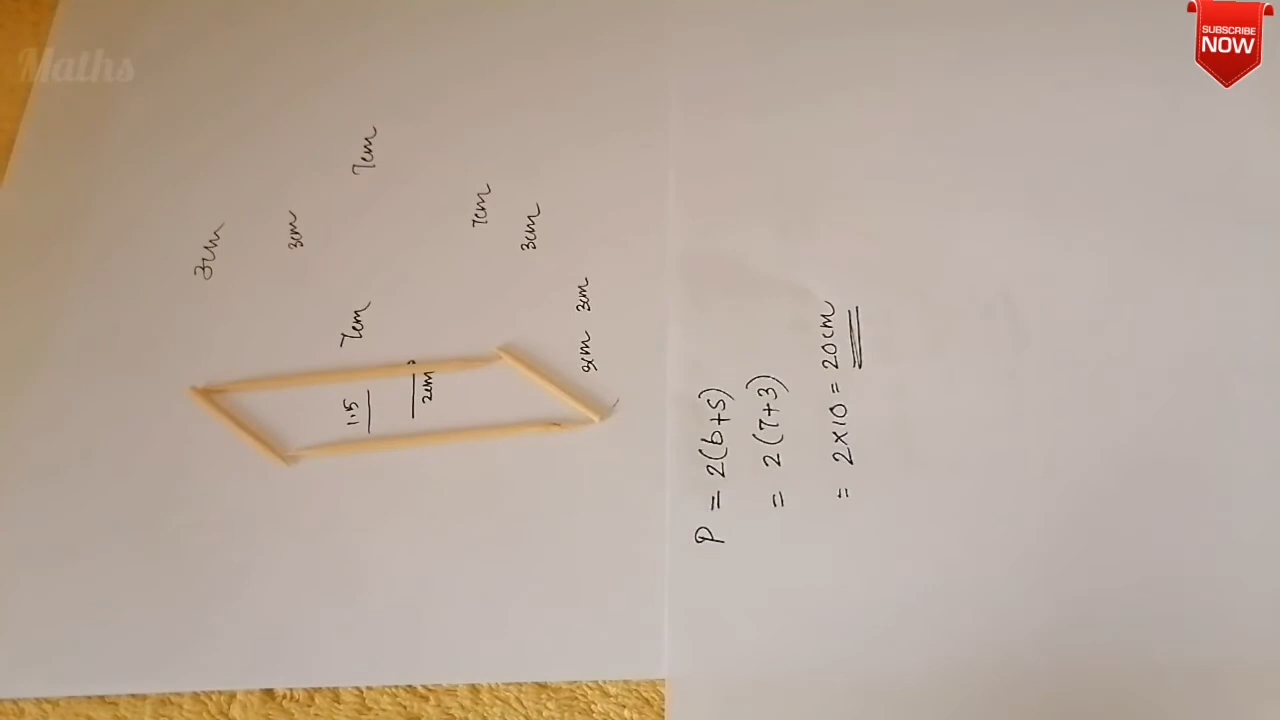 Maths
SUBSCRIBE
NOW
3cm
3cm
7cm
7cm
3cm
7cm
3cm
3cm
1.5
2cm
P = 2(b+s)
= 2(7+3)
= 2×10 = 20cm